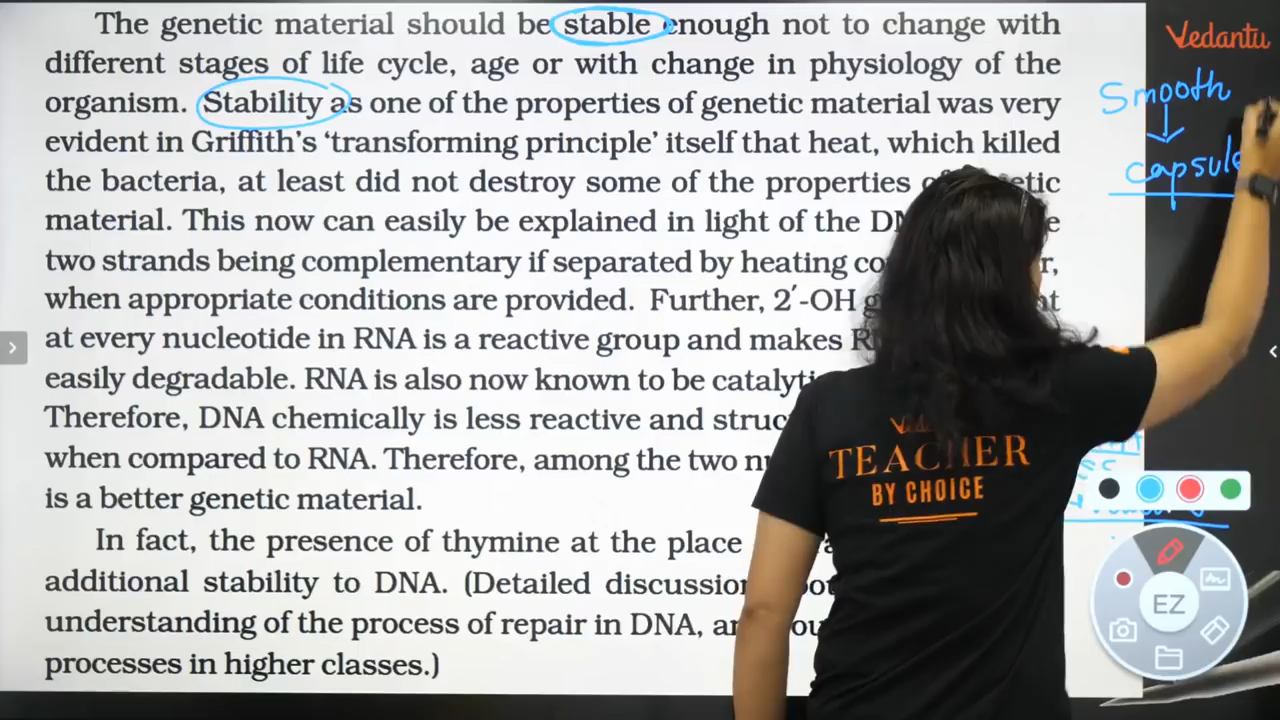 The genetic material should be stable enough not to change with
different stages of life cycle, age or with change in physiology of the
organism. Stability as one of the properties of genetic material was very
evident in Griffith's 'transforming principle' itself that heat, which killed
the bacteria, at least did not destroy some of the properties
material. This now can easily be explained in light of the
two strands being complementary if separated by heating
when appropriate conditions are provided. Further, 2′-OH
at every nucleotide in RNA is a reactive group and makes
easily degradable. RNA is also now known to be
Therefore, DNA chemically is less reactive and
when compared to RNA. Therefore, among the two
is a better genetic material.
In fact, the presence of thymine at the place
additional stability to DNA. (Detailed discussion
understanding of the process of repair in DNA,
processes in higher classes.)
Vedantu
Smooth
capsule
TEACHER
BY CHOICE
EZ